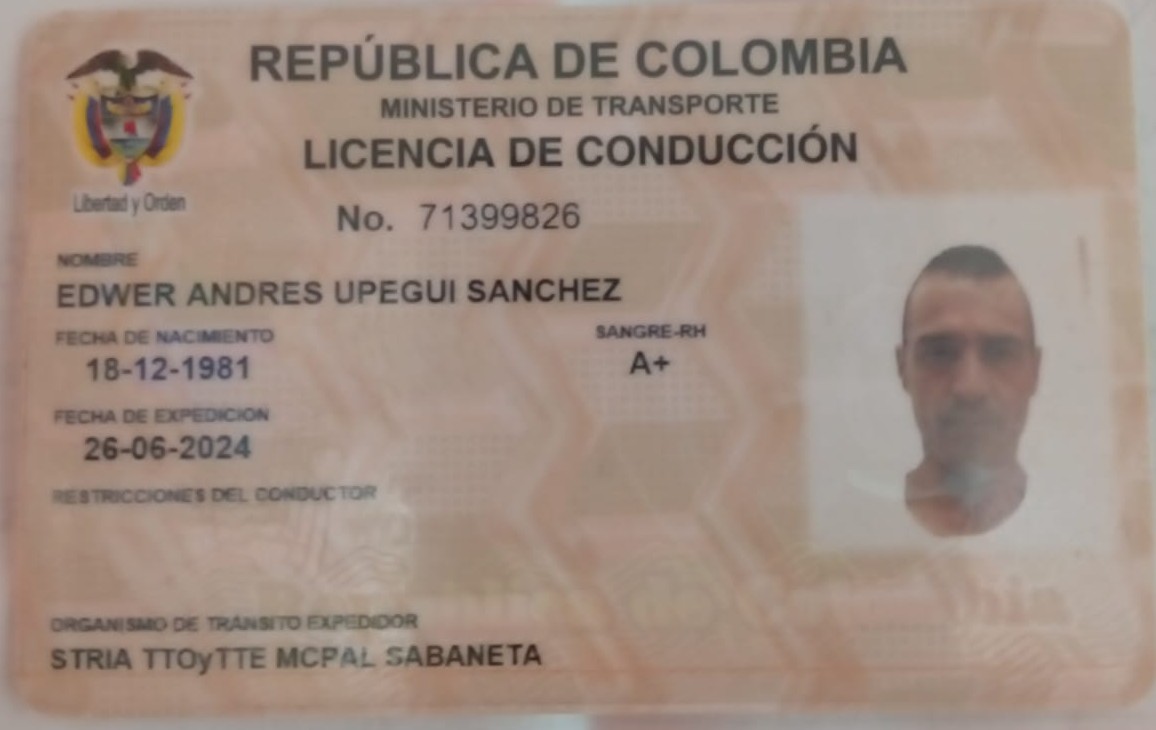 REPÚBLICA DE COLOMBIA
MINISTERIO DE TRANSPORTE
LICENCIA DE CONDUCCIÓN
Libertad y Orden
No. 71399826
NOMBRE
EDWER ANDRES UPEGUI SANCHEZ
FECHA DE NACIMIENTO
18-12-1981
SANGRE-RH
A+
FECHA DE EXPEDICION
26-06-2024
RESTRICCIONES DEL CONDUCTOR
ORGANISMO DE TRÁNSITO EXPEDIDOR
STRIA TTOyTTE MCPAL SABANETA